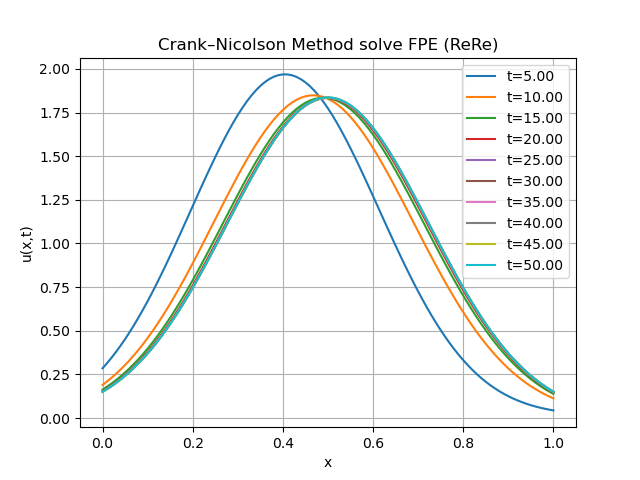 Crank–Nicolson Method solve FPE (ReRe)
u(x,t)
2.00
1.75
1.50
1.25
1.00
0.75
0.50
0.25
0.00
t=5.00
t=10.00
t=15.00
t=20.00
t=25.00
t=30.00
t=35.00
t=40.00
t=45.00
t=50.00
0.0 0.2 0.4 0.6 0.8 1.0
x